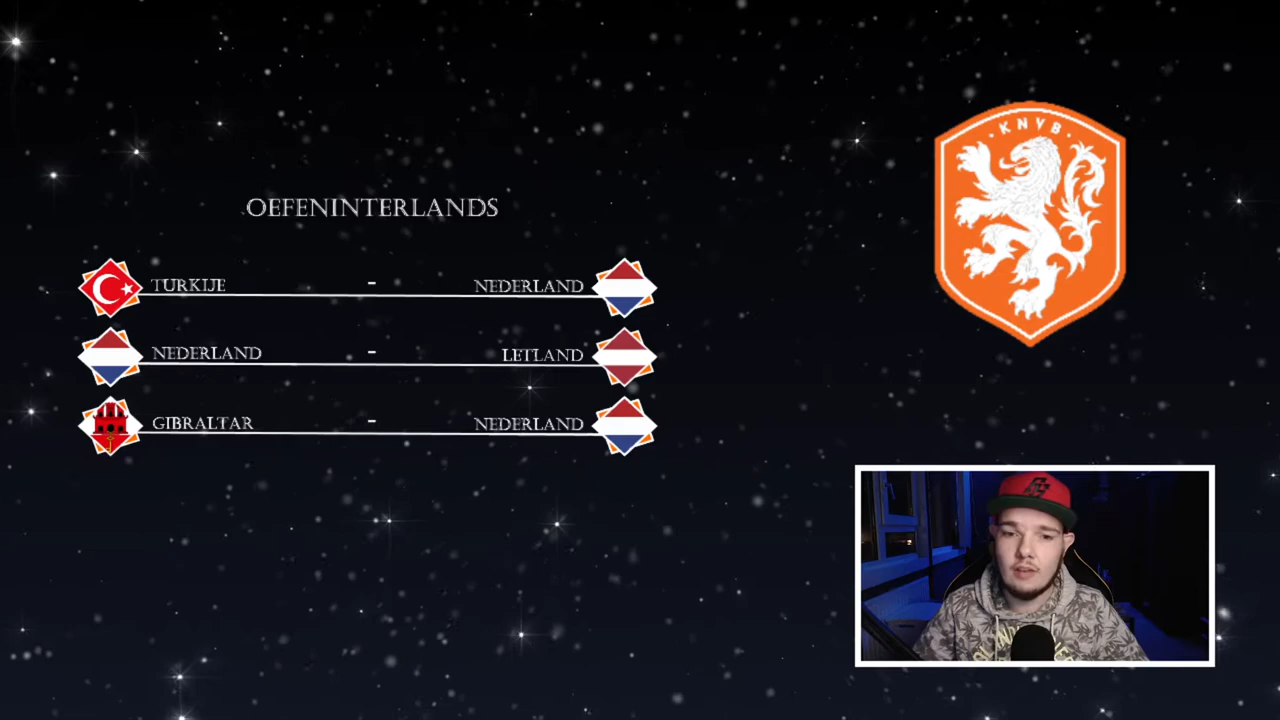 KNVB
OEFENINTERLANDS
TURKIJE - NEDERLAND
NEDERLAND - LETLAND
GIBRALTAR - NEDERLAND